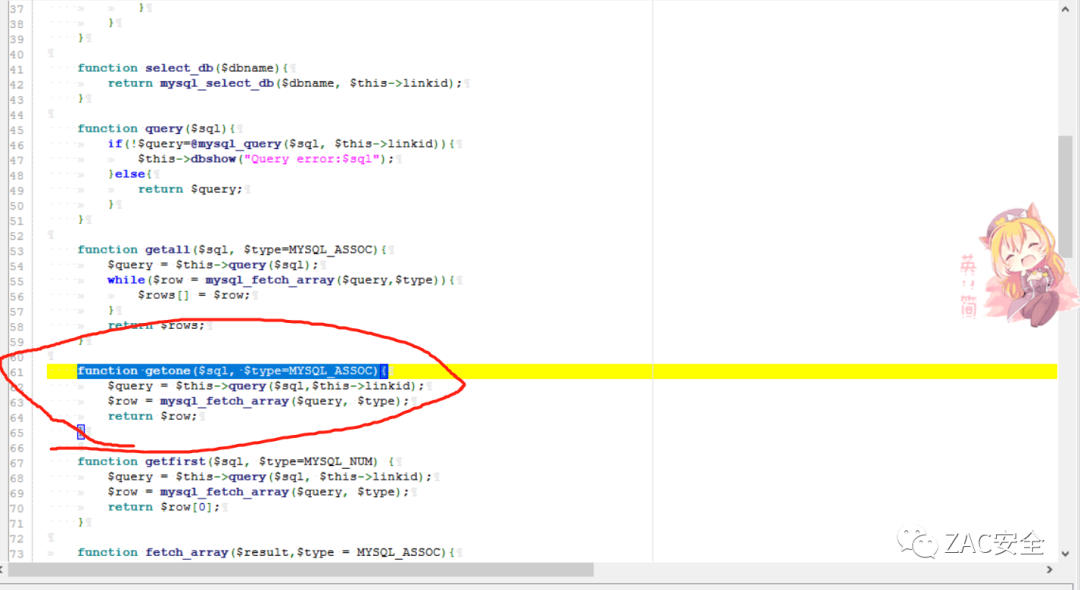 37 }
38 }
39 }
40
41 function select_db($dbname){
42 return mysql_select_db($dbname, $this->linkid);
43 }
44
45 function query($sql){
46 if(!$query=@mysql_query($sql, $this->linkid)){
47 $this->dbshow("Query error:$sql");
48 }else{
49 return $query;
50 }
51 }
52
53 function getall($sql, $type=MYSQL_ASSOC){
54 $query = $this->query($sql);
55 while($row = mysql_fetch_array($query,$type)){
56 $rows[] = $row;
57 }
58 return $rows;
59 }
60
61 function getone($sql, $type=MYSQL_ASSOC){
62 $query = $this->query($sql,$this->linkid);
63 $row = mysql_fetch_array($query, $type);
64 return $row;
65 }
66
67 function getfirst($sql, $type=MYSQL_NUM) {
68 $query = $this->query($sql, $this->linkid);
69 $row = mysql_fetch_array($query, $type);
70 return $row[0];
71 }
72
73 function fetch_array($result,$type = MYSQL_ASSOC){
英
简
ZAC安全